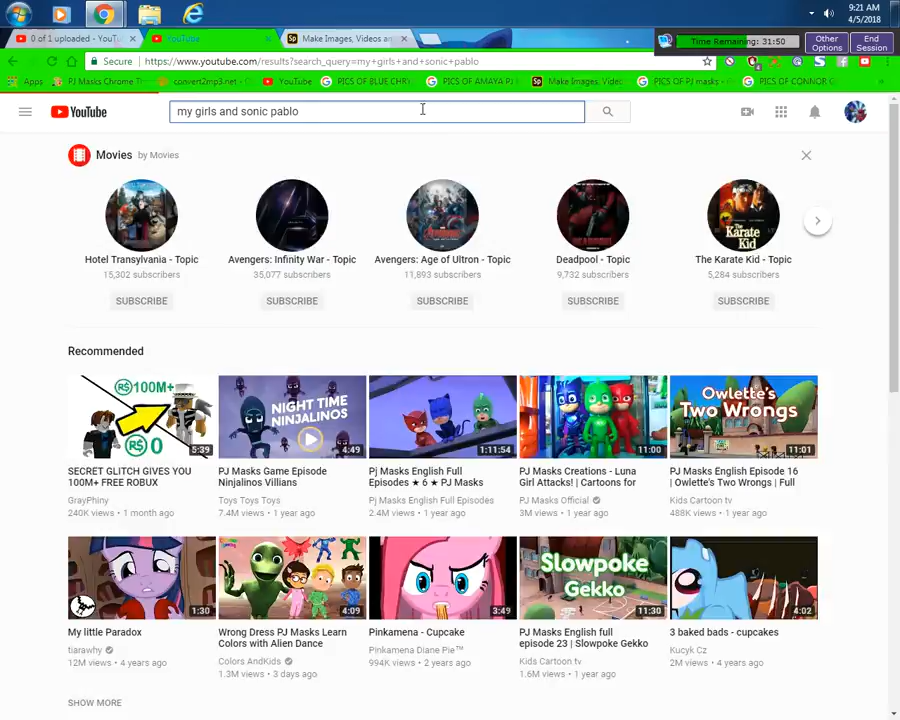 9:21 AM
4/5/2018
0 of 1 uploaded - YouTu
YouTube
Make Images, Videos an
Time Remaining: 31:50
Other Options
End Session
Secure
https://www.youtube.com/results?search_query=my+girls+and+sonic+pablo
Apps
PJ Masks Chrome The
convert2mp3.net -
YouTube
PICS OF BLUE CHRY
PICS OF AMAYA PJ
Make Images, Video
PICS OF PJ masks -
PICS OF CONNOR
YouTube
my girls and sonic pablo
Movies by Movies
Hotel Transylvania - Topic
15,302 subscribers
SUBSCRIBE
Avengers: Infinity War - Topic
35,077 subscribers
SUBSCRIBE
Avengers: Age of Ultron - Topic
11,893 subscribers
SUBSCRIBE
Deadpool - Topic
9,732 subscribers
SUBSCRIBE
The Karate Kid
The Karate Kid - Topic
5,284 subscribers
SUBSCRIBE
Recommended
R$ 100M+
R$ 0
5:39
SECRET GLITCH GIVES YOU
100M+ FREE ROBUX
GrayPhiny
240K views • 1 month ago
NIGHT TIME
NINJALINOS
4:49
PJ Masks Game Episode
Ninjalinos Villians
Toys Toys Toys
7.4M views • 1 year ago
1:11:54
Pj Masks English Full
Episodes ★ 6 ★ PJ Masks
Pj Masks English Full Episodes
2.4M views • 1 year ago
11:00
PJ Masks Creations - Luna
Girl Attacks! | Cartoons for
PJ Masks Official
3M views • 1 year ago
Owlette's
Two Wrongs
11:01
PJ Masks English Episode 16
| Owlette's Two Wrongs | Full
Kids Cartoon tv
488K views • 1 year ago
1:30
My little Paradox
tiarawhy
12M views • 4 years ago
4:09
Wrong Dress PJ Masks Learn
Colors with Alien Dance
Colors AndKids
1.3M views • 3 days ago
3:49
Pinkamena - Cupcake
Pinkamena Diane Pie™
994K views • 2 years ago
Slowpoke
Gekko
11:30
PJ Masks English full
episode 23 | Slowpoke Gekko
Kids Cartoon tv
1.6M views • 1 year ago
4:02
3 baked bads - cupcakes
Kucyk Cz
2M views • 4 years ago
SHOW MORE